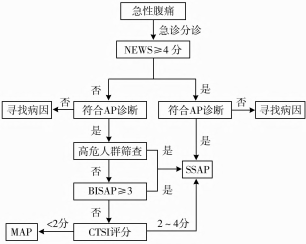 急性腹痛
急诊分诊
NEWS≥4 分
否
是
寻找病因
否
符合AP诊断
符合AP诊断
否
寻找病因
是
是
高危人群筛查
是
否
SSAP
BISAP≥3
是
否
MAP
<2分
CTSI评分
2~4分